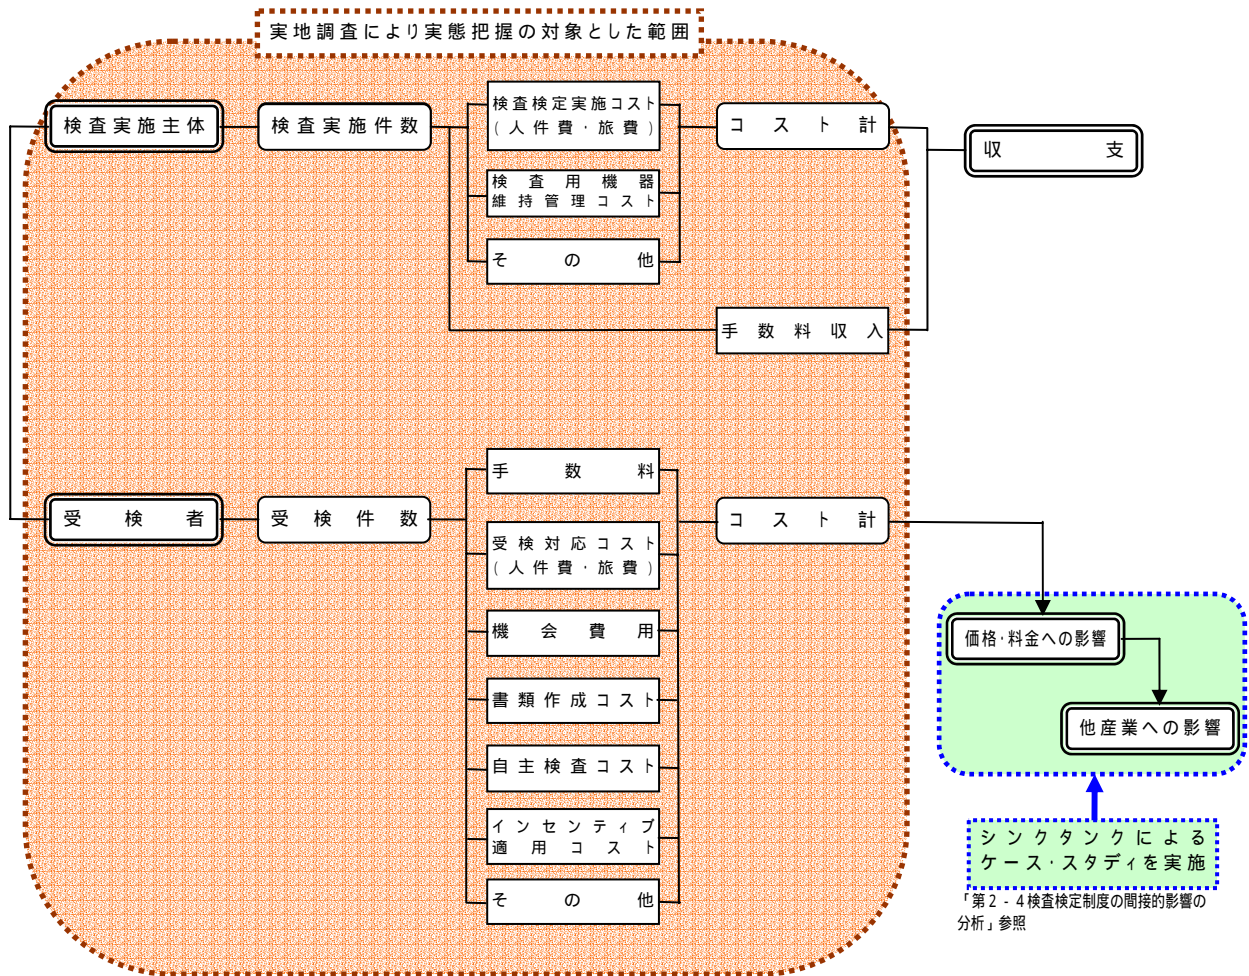 実地調査により実態把握の対象とした範囲
検査実施主体
検査実施件数
検査検定実施コスト
(人件費・旅費)
検査用機器
維持管理コスト
その他
コスト計
手数料収入
収支
受検者
受検件数
手数料
受検対応コスト
(人件費・旅費)
機会費用
書類作成コスト
自主検査コスト
インセンティブ
適用コスト
その他
コスト計
価格・料金への影響
他産業への影響
シンクタンクによる
ケース・スタディを実施
「第2-4検査検定制度の間接的影響の
分析」参照